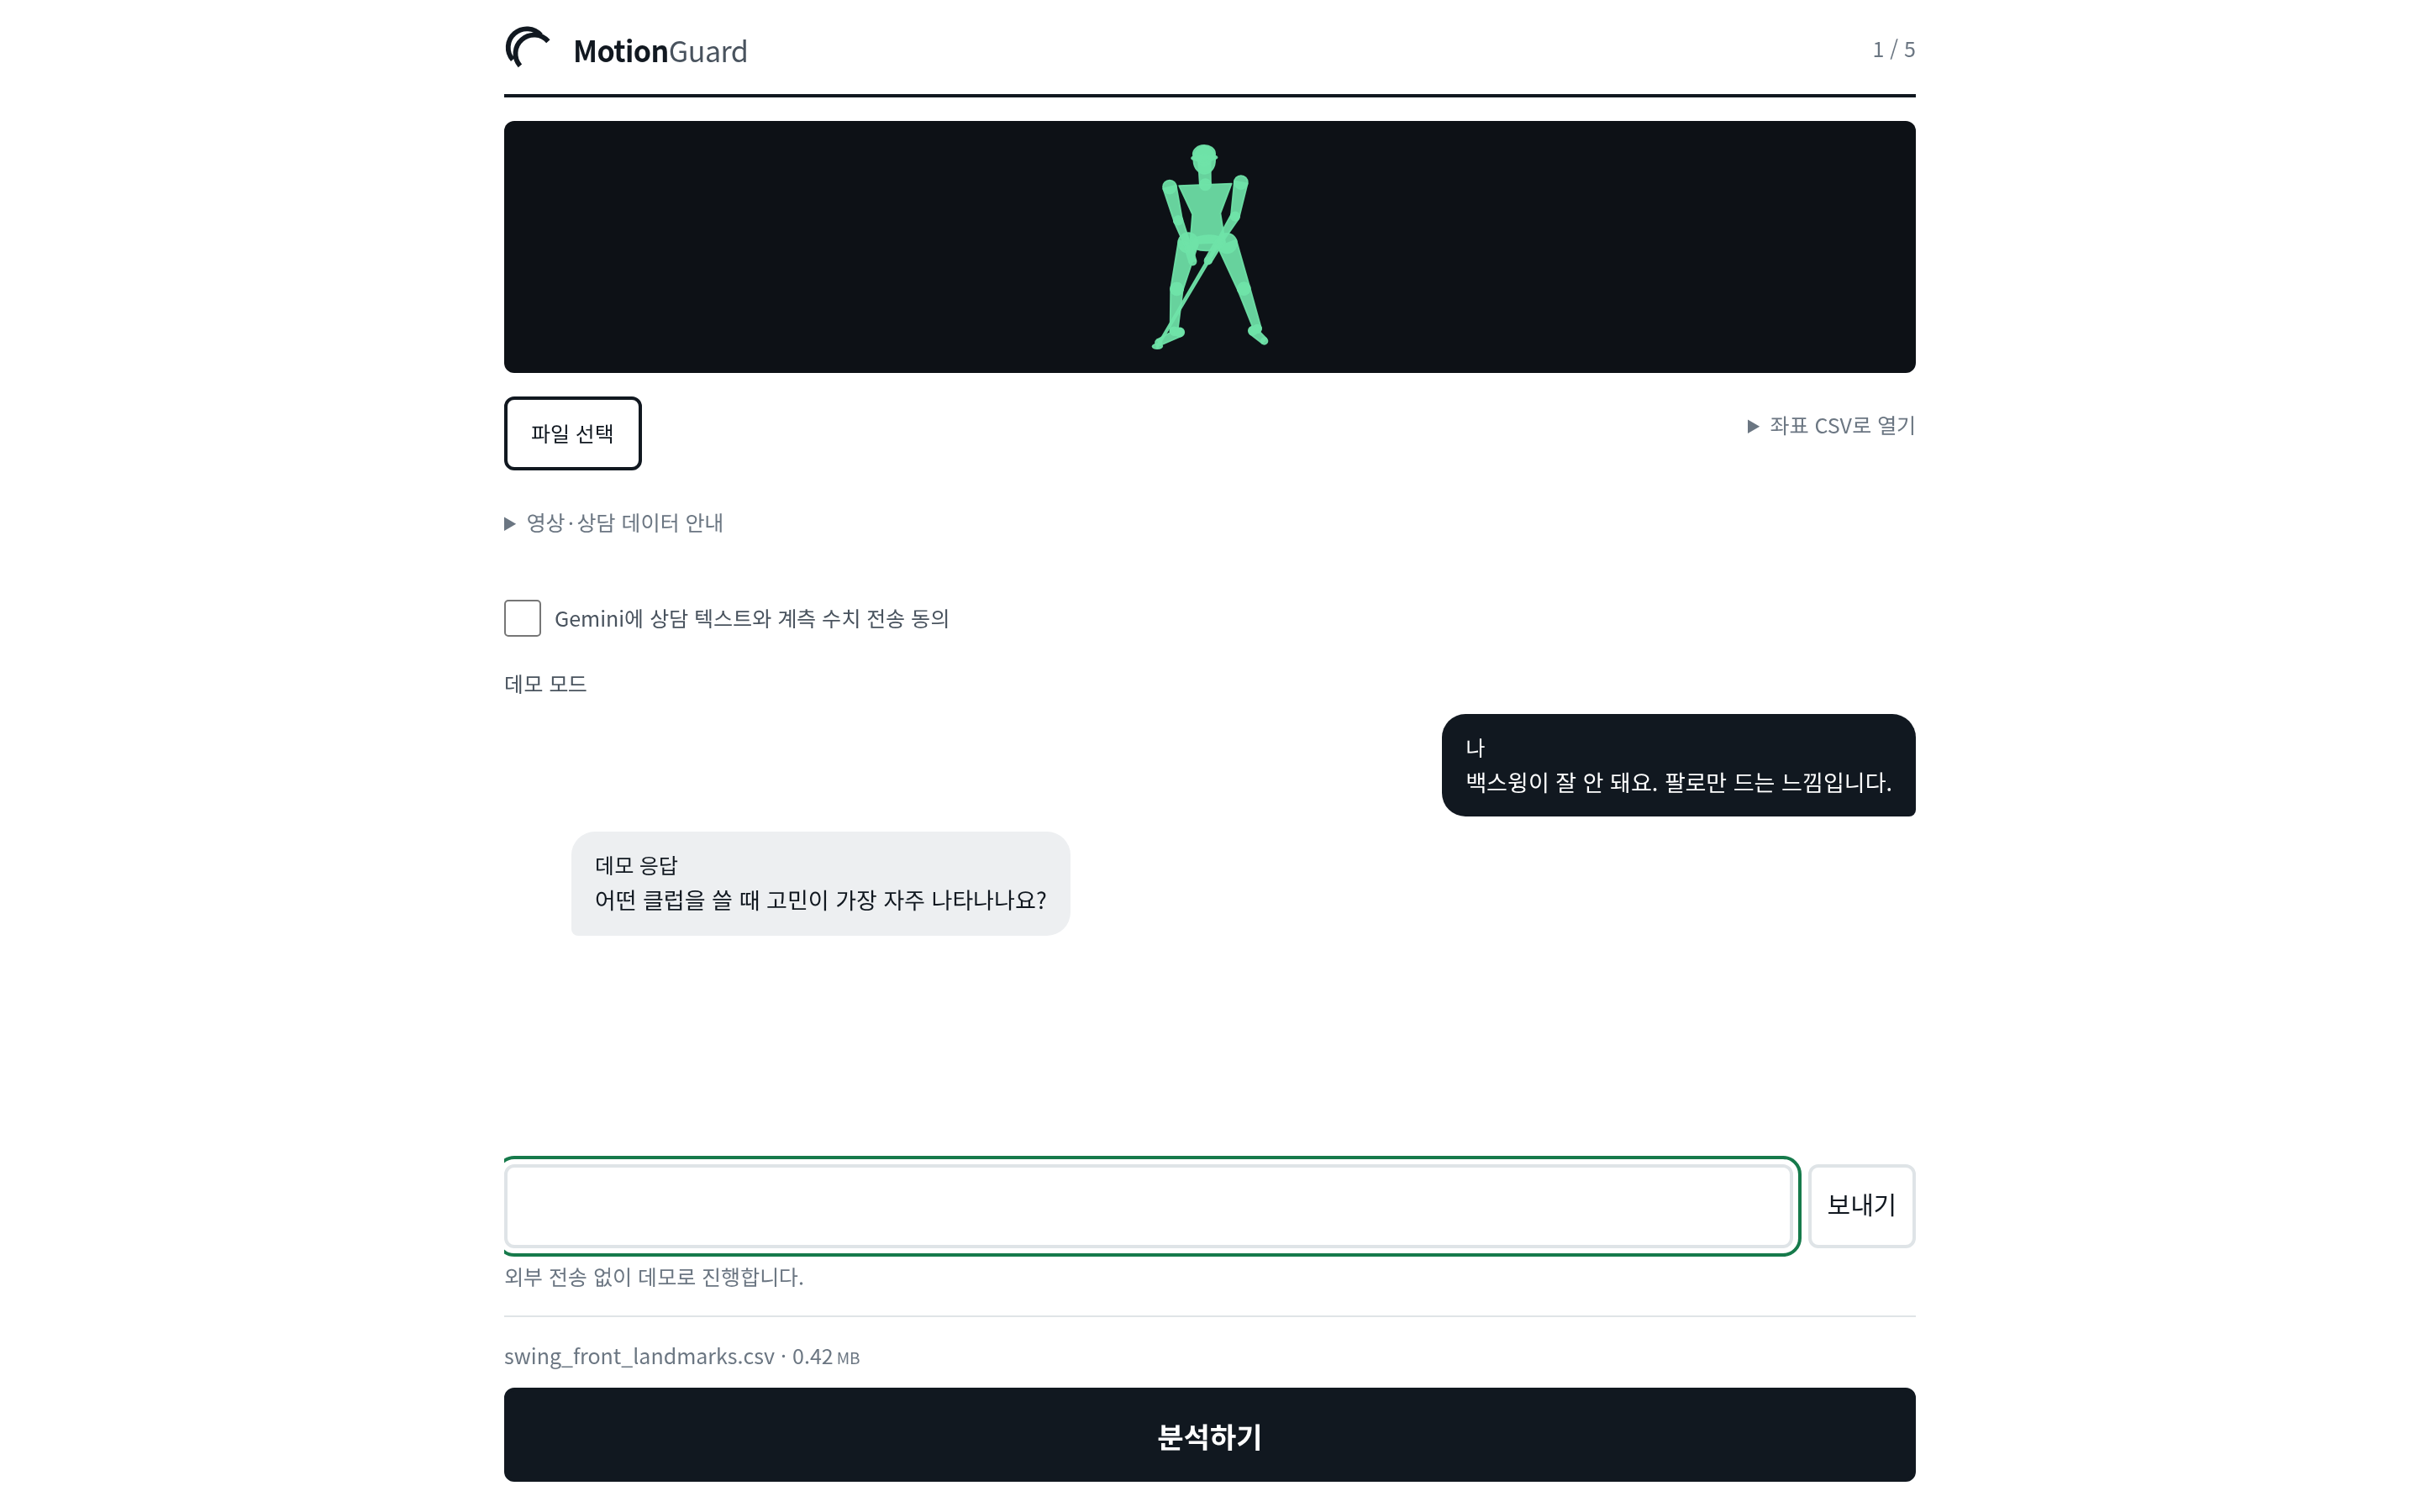 MotionGuard
1 / 5
파일 선택
▶ 좌표 CSV로 열기
▶ 영상·상담 데이터 안내
Gemini에 상담 텍스트와 계측 수치 전송 동의
데모 모드
나
백스윙이 잘 안 돼요. 팔로만 드는 느낌입니다.
데모 응답
어떤 클럽을 쓸 때 고민이 가장 자주 나타나나요?
보내기
외부 전송 없이 데모로 진행합니다.
swing_front_landmarks.csv · 0.42 MB
분석하기